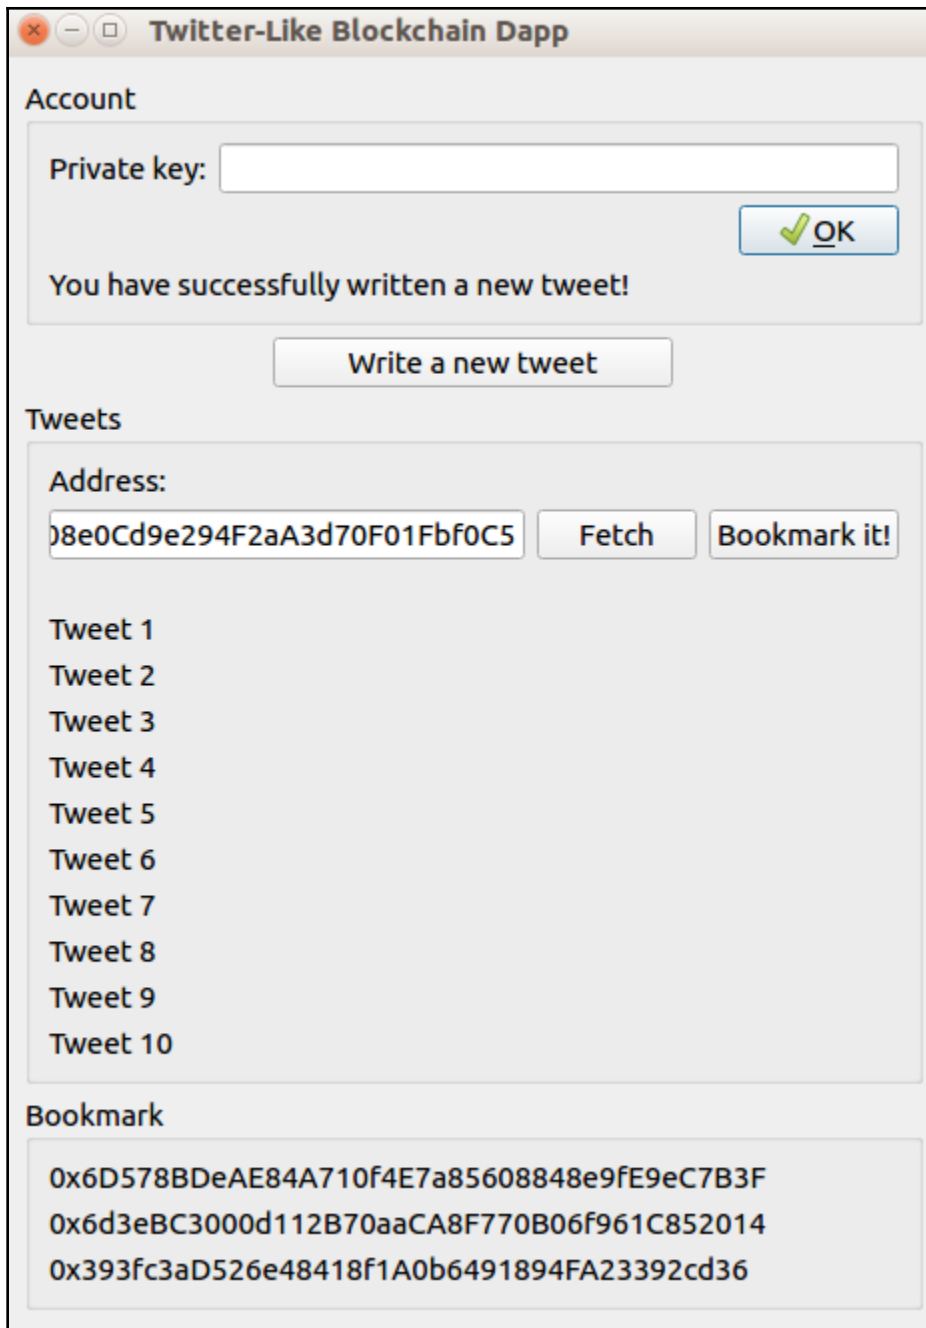 Twitter-Like Blockchain Dapp
Account
Private key:
OK
You have successfully written a new tweet!
Write a new tweet
Tweets
Address:
08e0Cd9e294F2aA3d70F01Fbf0C5 Fetch Bookmark it!
Tweet 1
Tweet 2
Tweet 3
Tweet 4
Tweet 5
Tweet 6
Tweet 7
Tweet 8
Tweet 9
Tweet 10
Bookmark
0x6D578BDeAE84A710f4E7a85608848e9fE9eC7B3F
0x6d3eBC3000d112B70aaCA8F770B06f961C852014
0x393fc3aD526e48418f1A0b6491894FA23392cd36